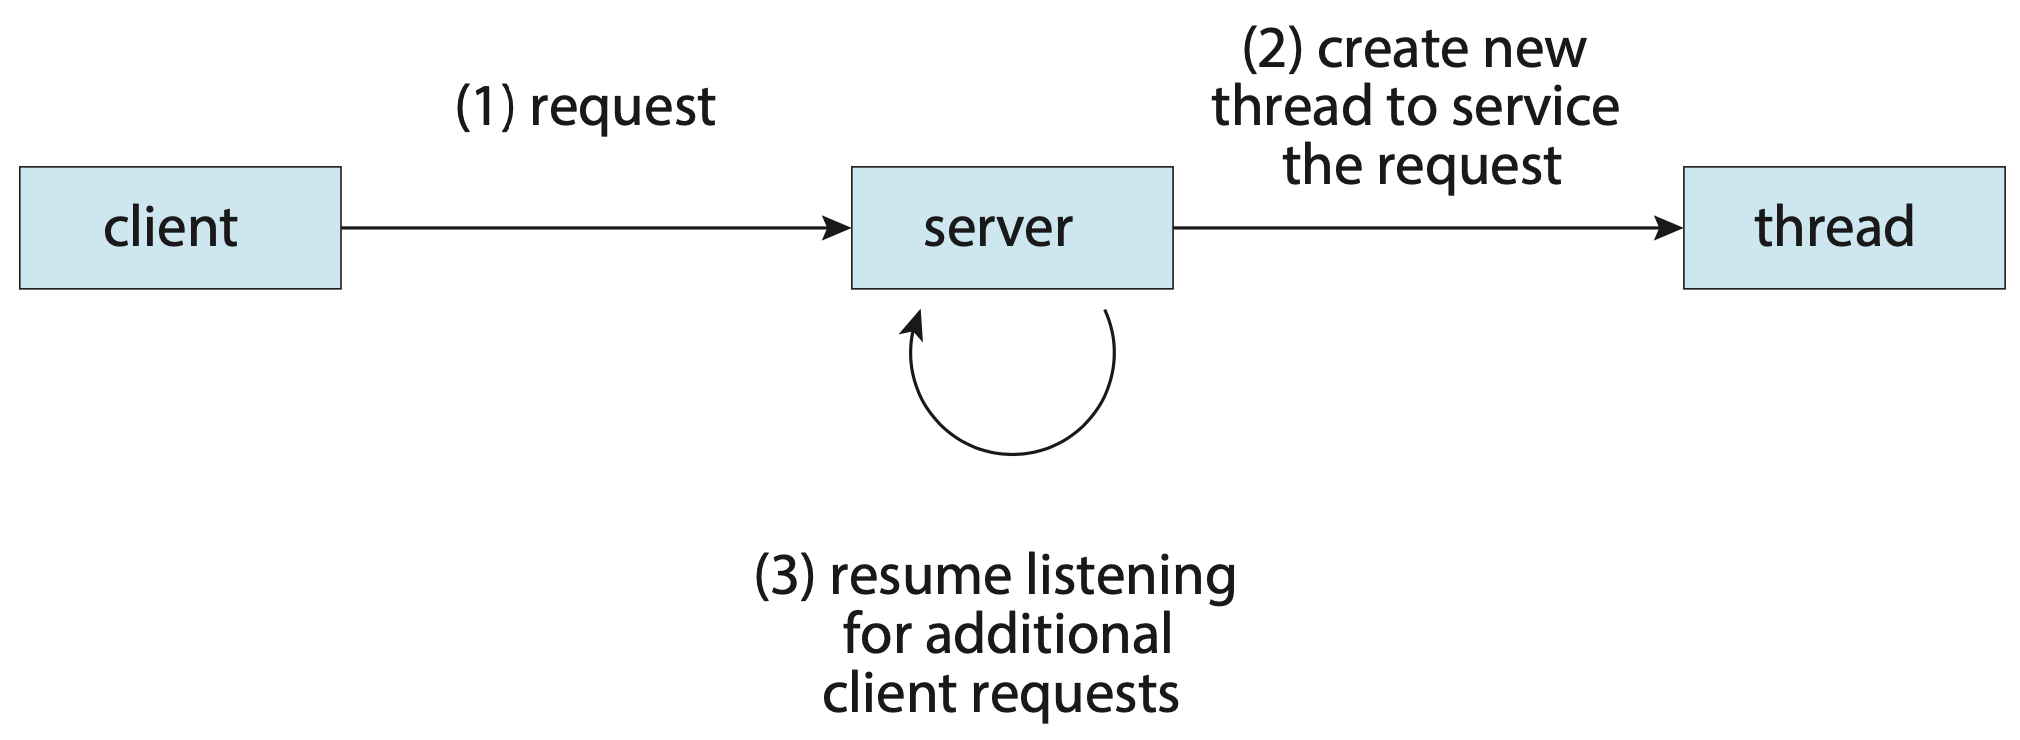 (1) request
(2) create new
thread to service
the request
client
server
thread
(3) resume listening
for additional
client requests